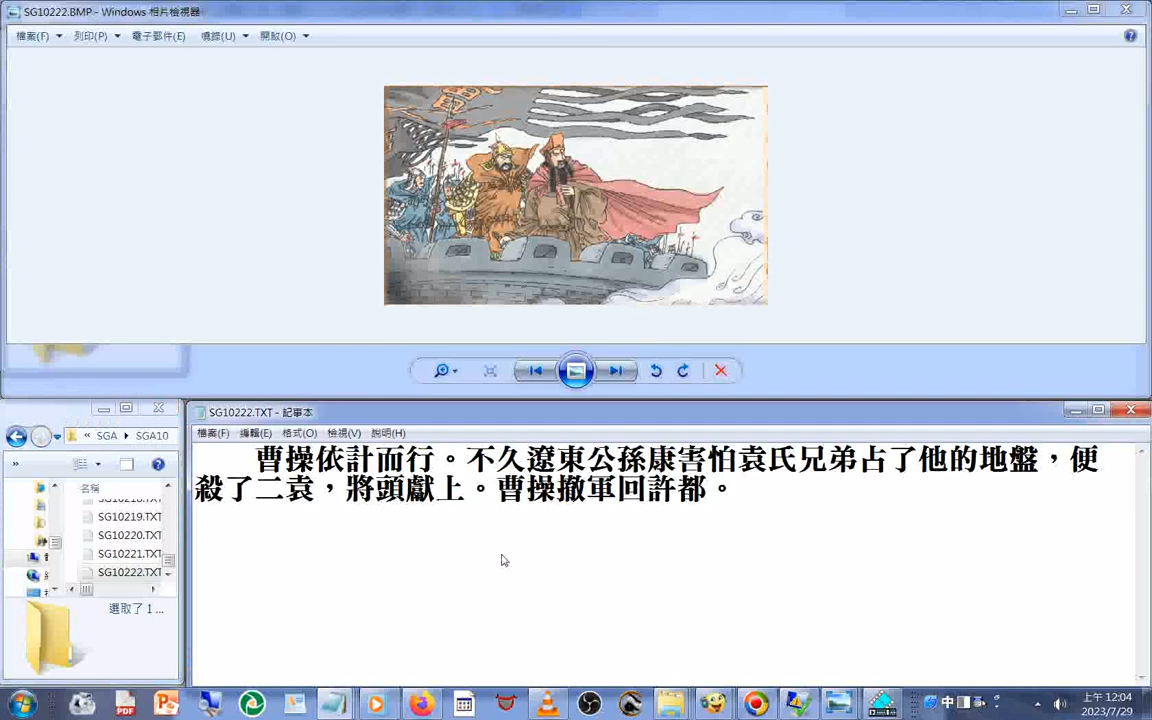 SG10222.BMP - Windows 相片檢視器
檔案(F) 列印(P) 電子郵件(E) 燒錄(U) 開啟(O)
SG10222.TXT - 記事本
檔案(F) 編輯(E) 格式(O) 檢視(V) 說明(H)
曹操依計而行。不久遼東公孫康害怕袁氏兄弟占了他的地盤，便
殺了二袁，將頭獻上。曹操撤軍回許都。
« SGA SGA10
»
名稱
SG10218.TXT
SG10219.TXT
SG10220.TXT
SG10221.TXT
SG10222.TXT
選取了 1 ...
PDF
中
上午 12:04
2023/7/29